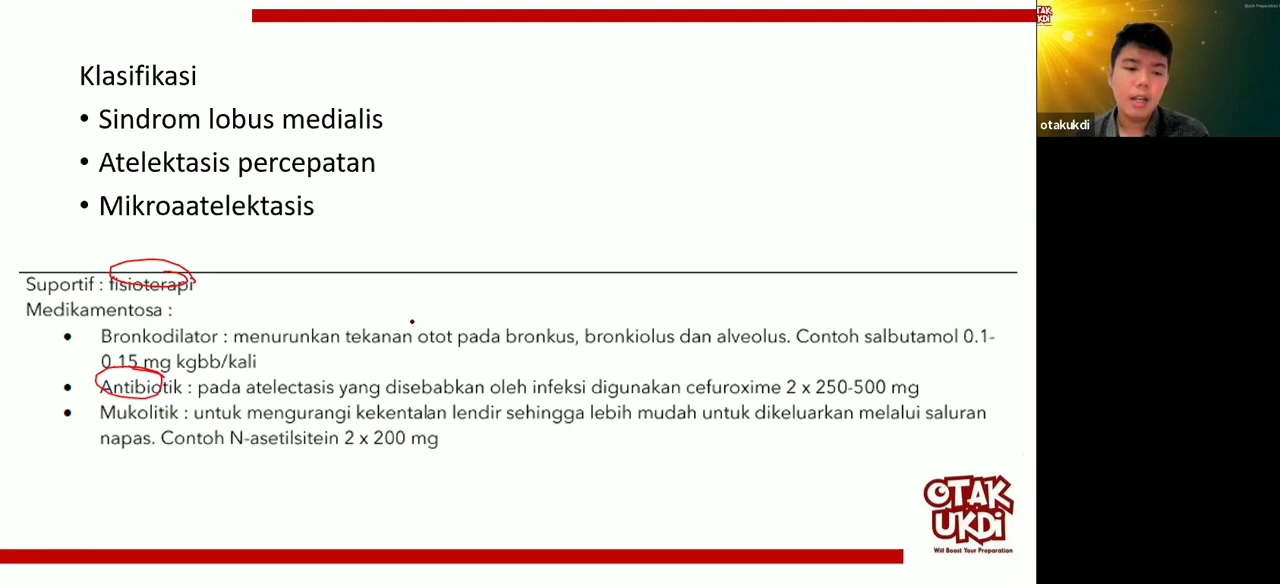 Klasifikasi
• Sindrom lobus medialis
• Atelektasis percepatan
• Mikroaatelektasis
Suportif : fisioterapi
Medikamentosa :
• Bronkodilator : menurunkan tekanan otot pada bronkus, bronkiolus dan alveolus. Contoh salbutamol 0.1-
0.15 mg kgbb/kali
• Antibiotik : pada atelectasis yang disebabkan oleh infeksi digunakan cefuroxime 2 x 250-500 mg
• Mukolitik : untuk mengurangi kekentalan lendir sehingga lebih mudah untuk dikeluarkan melalui saluran
napas. Contoh N-asetilsitein 2 x 200 mg
OTAK
UKDi
Will Boost Your Preparation
TAK
UKDI
otakukdi